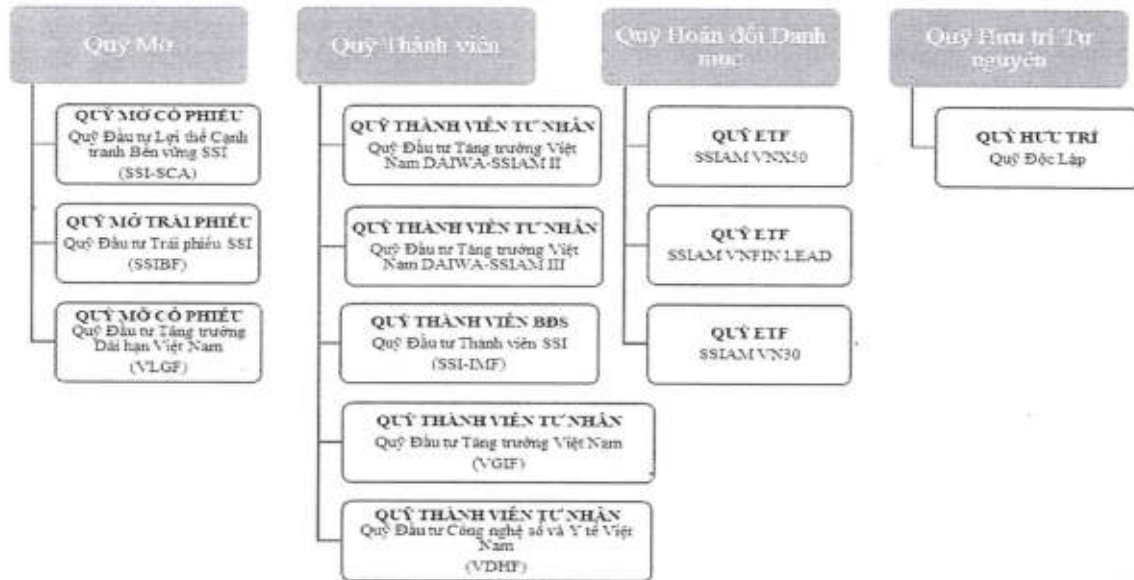 Quỹ Mở
QUỸ MỞ CỔ PHIẾU
Quỹ Đầu tư Lợi thế Cạnh
tranh Bền vững SSI
(SSI-SCA)
QUỸ MỞ TRÁI PHIẾU
Quỹ Đầu tư Trái phiếu SSI
(SSIBF)
QUỸ MỞ CỔ PHIẾU
Quỹ Đầu tư Tăng trưởng
Dài hạn Việt Nam
(VLGF)
Quỹ Thành viên
QUỸ THÀNH VIÊN TƯ NHÂN
Quỹ Đầu tư Tăng trưởng Việt
Nam DAIWA-SSIAM II
QUỸ THÀNH VIÊN TƯ NHÂN
Quỹ Đầu tư Tăng trưởng Việt
Nam DAIWA-SSIAM III
QUỸ THÀNH VIÊN BĐS
Quỹ Đầu tư Thành viên SSI
(SSI-IMF)
QUỸ THÀNH VIÊN TƯ NHÂN
Quỹ Đầu tư Tăng trưởng Việt Nam
(VGIF)
QUỸ THÀNH VIÊN TƯ NHÂN
Quỹ Đầu tư Công nghệ số và Y tế Việt
Nam
(VDHF)
Quỹ Hoán đổi Danh
mục
QUỸ ETF
SSIAM VNX50
QUỸ ETF
SSIAM VNFIN LEAD
QUỸ ETF
SSIAM VN30
Quỹ Hưu trí Tự
nguyện
QUỸ HƯU TRÍ
Quỹ Độc Lập